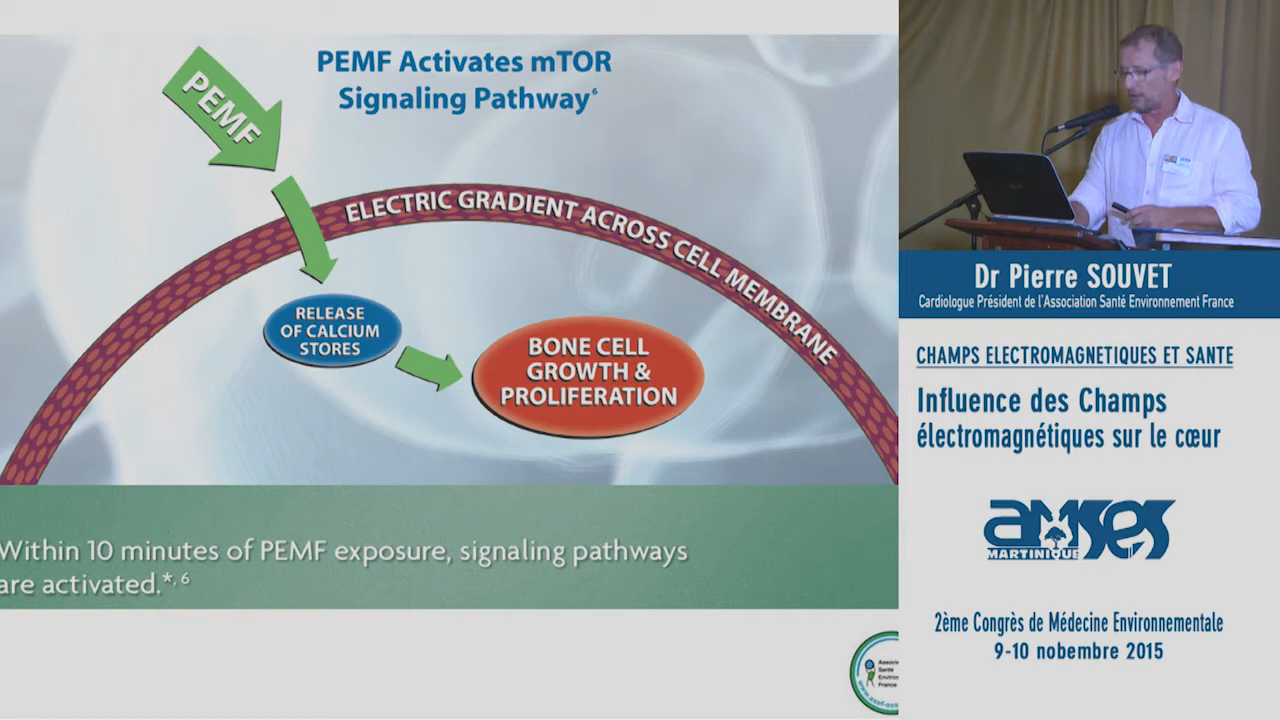 PEMF Activates mTOR
Signaling Pathway⁶
PEMF
ELECTRIC GRADIENT ACROSS CELL MEMBRANE
RELEASE
OF CALCIUM
STORES
BONE CELL
GROWTH &
PROLIFERATION
Within 10 minutes of PEMF exposure, signaling pathways
are activated.*,⁶
Santé
France
Dr Pierre SOUVET
Cardiologue Président de l'Association Santé Environnement France
CHAMPS ELECTROMAGNETIQUES ET SANTE
Influence des Champs
électromagnétiques sur le cœur
amses
MARTINIQUE
2ème Congrès de Médecine Environnementale
9-10 nobembre 2015